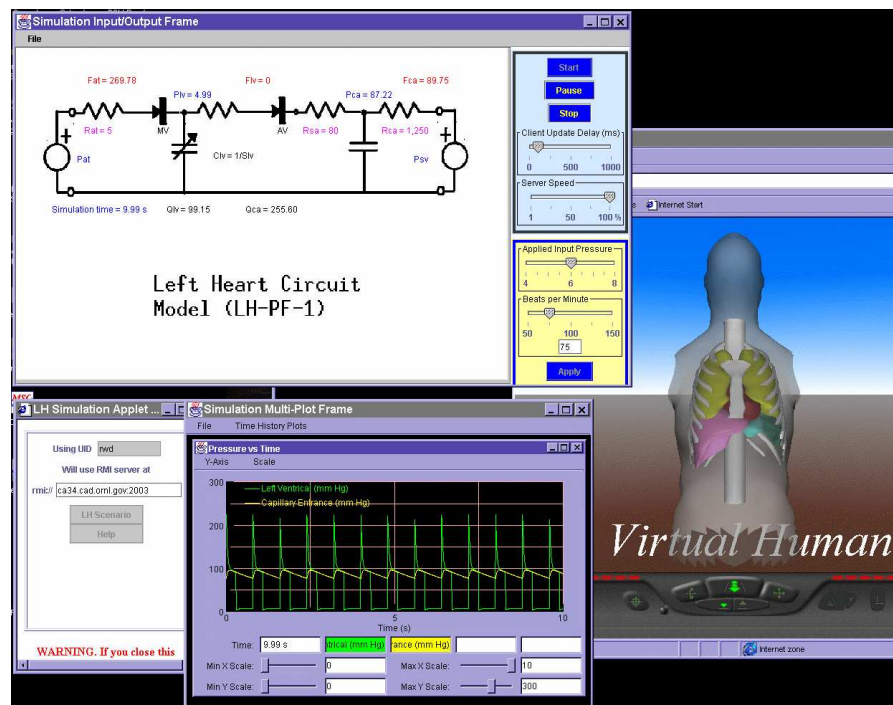 Simulation Input/Output Frame
File
Fat = 269.78
Flv = 0
Fca = 89.75
Plv = 4.99
Pca = 87.22
Rat = 5
MV
AV
Rsa = 80
Rca = 1,250
Pat
Clv = 1/Slv
Psv
Simulation time = 9.99 s
Qlv = 99.15
Qca = 255.60
Left Heart Circuit
Model (LH-PF-1)
Start
Pause
Stop
Client Update Delay (ms)
0 500 1000
Server Speed
1 50 100 %
Applied Input Pressure
4 6 8
Beats per Minute
50 100 150
75
Apply
Internet Start
Virtual Human
Internet zone
MSC
LH Simulation Applet ...
Using UID rwd
Will use RMI server at
rmi:// ca34.cad.ornl.gov:2003
LH Scenario
Help
WARNING. If you close this
Simulation Multi-Plot Frame
File Time History Plots
Pressure vs Time
Y-Axis Scale
300
200
100
0
Left Ventrical (mm Hg)
Capillary Entrance (mm Hg)
0 5 10
Time (s)
Time: 9.99 s ntrical (mm Hg) rance (mm Hg)
Min X Scale: 0 Max X Scale: 10
Min Y Scale: 0 Max Y Scale: 300